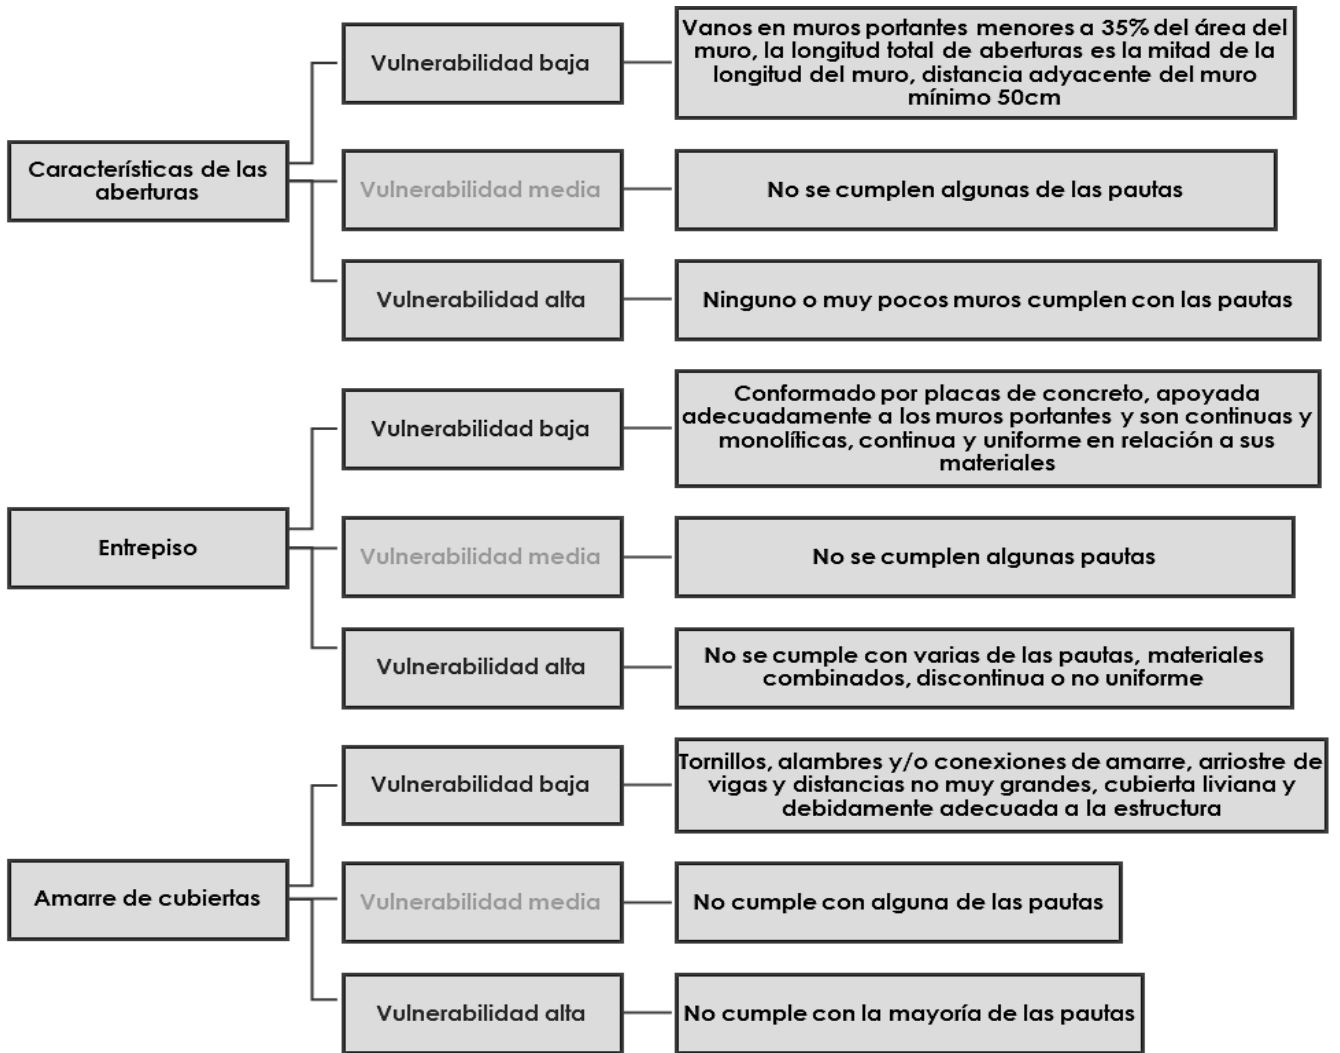 Características de las
aberturas
Vulnerabilidad baja
Vanos en muros portantes menores a 35% del área del
muro, la longitud total de aberturas es la mitad de la
longitud del muro, distancia adyacente del muro
mínimo 50cm
Vulnerabilidad media
No se cumplen algunas de las pautas
Vulnerabilidad alta
Ninguno o muy pocos muros cumplen con las pautas
Entrepiso
Vulnerabilidad baja
Conformado por placas de concreto, apoyada
adecuadamente a los muros portantes y son continuas y
monolíticas, continua y uniforme en relación a sus
materiales
Vulnerabilidad media
No se cumplen algunas pautas
Vulnerabilidad alta
No se cumple con varias de las pautas, materiales
combinados, discontinua o no uniforme
Amarre de cubiertas
Vulnerabilidad baja
Tornillos, alambres y/o conexiones de amarre, arriostre de
vigas y distancias no muy grandes, cubierta liviana y
debidamente adecuada a la estructura
Vulnerabilidad media
No cumple con alguna de las pautas
Vulnerabilidad alta
No cumple con la mayoría de las pautas